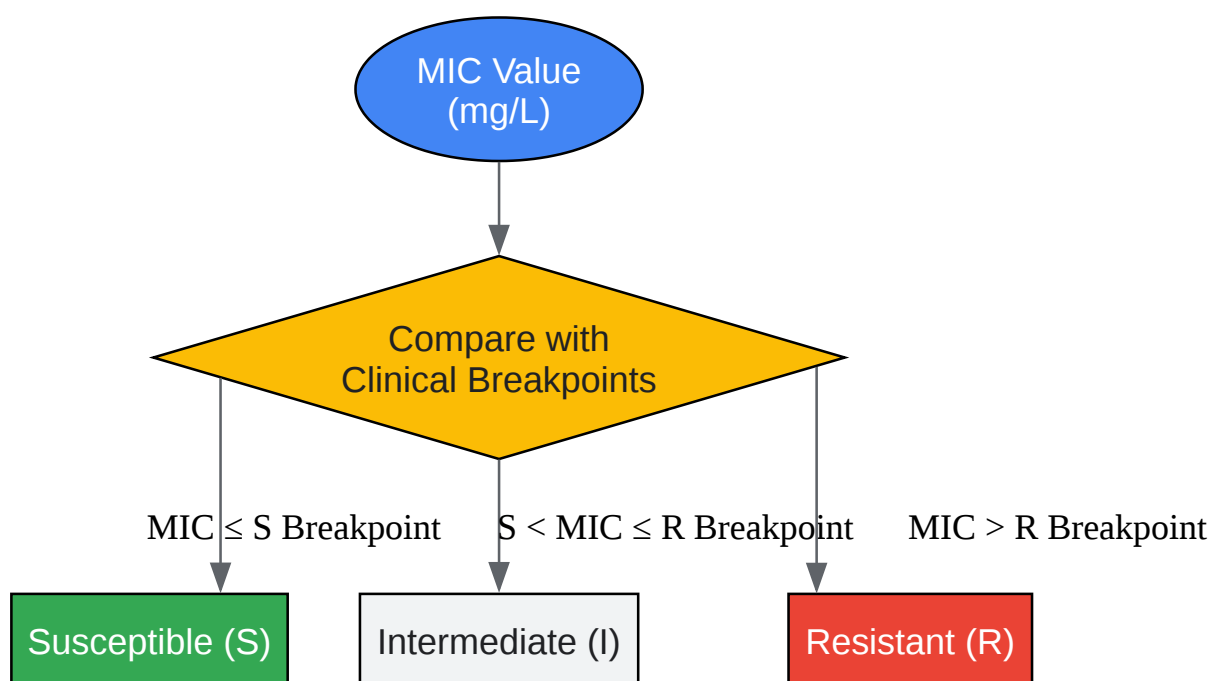 MIC Value
(mg/L)
Compare with
Clinical Breakpoints
MIC ≤ S Breakpoint
S < MIC ≤ R Breakpoint
MIC > R Breakpoint
Susceptible (S)
Intermediate (I)
Resistant (R)